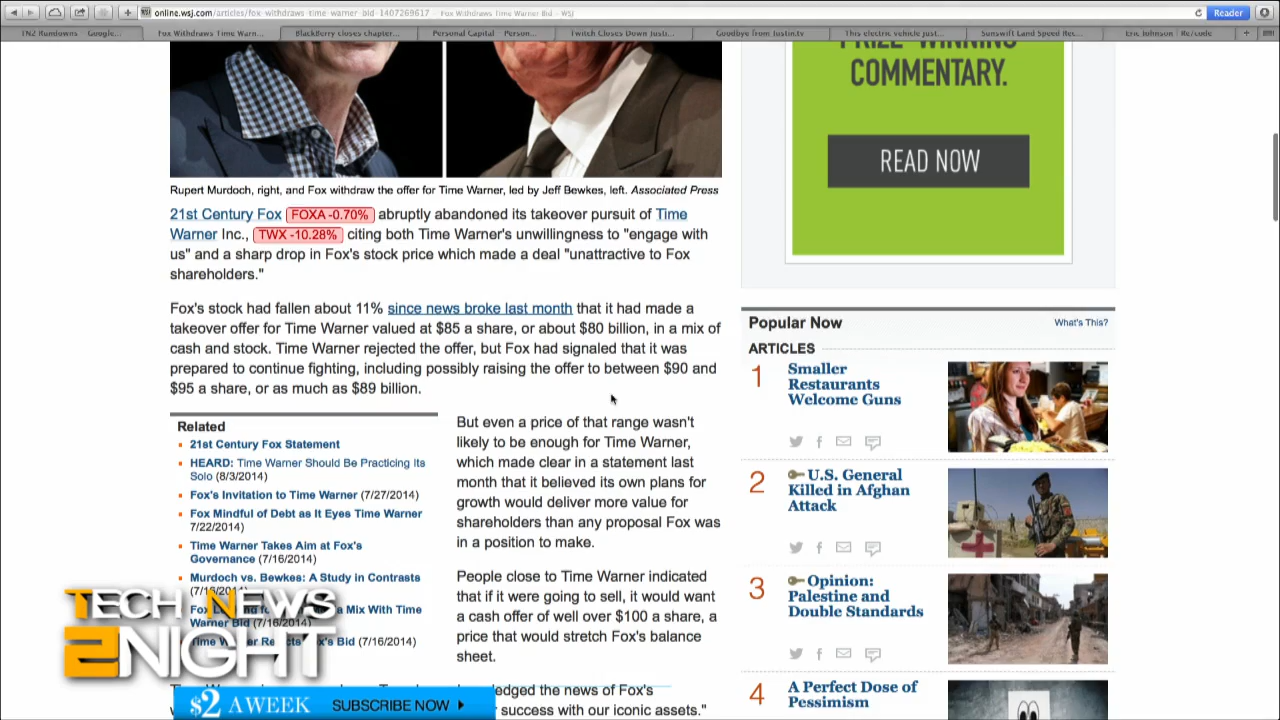 online.wsj.com/articles/fox-withdraws-time-warner-bid-1407269617 - Fox Withdraws Time Warner Bid - WSJ
Reader
TN2 Rundowns Google...
Fox Withdraws Time Warn...
BlackBerry closes chapter...
Personal Capital Person...
Twitch Closes Down Justi...
Goodbye from Justin.tv
This electric vehicle just...
Sunswift Land Speed Rec...
Eric Johnson | Re/code
PRIZE-WINNING
COMMENTARY.
READ NOW
Rupert Murdoch, right, and Fox withdraw the offer for Time Warner, led by Jeff Bewkes, left. Associated Press
21st Century Fox FOXA -0.70% abruptly abandoned its takeover pursuit of Time
Warner Inc., TWX -10.28% citing both Time Warner's unwillingness to "engage with
us" and a sharp drop in Fox's stock price which made a deal "unattractive to Fox
shareholders."
Fox's stock had fallen about 11% since news broke last month that it had made a
takeover offer for Time Warner valued at $85 a share, or about $80 billion, in a mix of
cash and stock. Time Warner rejected the offer, but Fox had signaled that it was
prepared to continue fighting, including possibly raising the offer to between $90 and
$95 a share, or as much as $89 billion.
Related
21st Century Fox Statement
HEARD: Time Warner Should Be Practicing Its
Solo (8/3/2014)
Fox's Invitation to Time Warner (7/27/2014)
Fox Mindful of Debt as It Eyes Time Warner
7/22/2014)
Time Warner Takes Aim at Fox's
Governance (7/16/2014)
Murdoch vs. Bewkes: A Study in Contrasts
Fox a Mix With Time
Warner Bid (7/16/2014)
Bid (7/16/2014)
But even a price of that range wasn't
likely to be enough for Time Warner,
which made clear in a statement last
month that it believed its own plans for
growth would deliver more value for
shareholders than any proposal Fox was
in a position to make.
People close to Time Warner indicated
that if it were going to sell, it would want
a cash offer of well over $100 a share, a
price that would stretch Fox's balance
sheet.
the news of Fox's
success with our iconic assets."
Popular Now
What's This?
ARTICLES
1 Smaller
Restaurants
Welcome Guns
2 U.S. General
Killed in Afghan
Attack
3 Opinion:
Palestine and
Double Standards
4 A Perfect Dose of
Pessimism
TECH NEWS
2NIGHT
$2 A WEEK SUBSCRIBE NOW